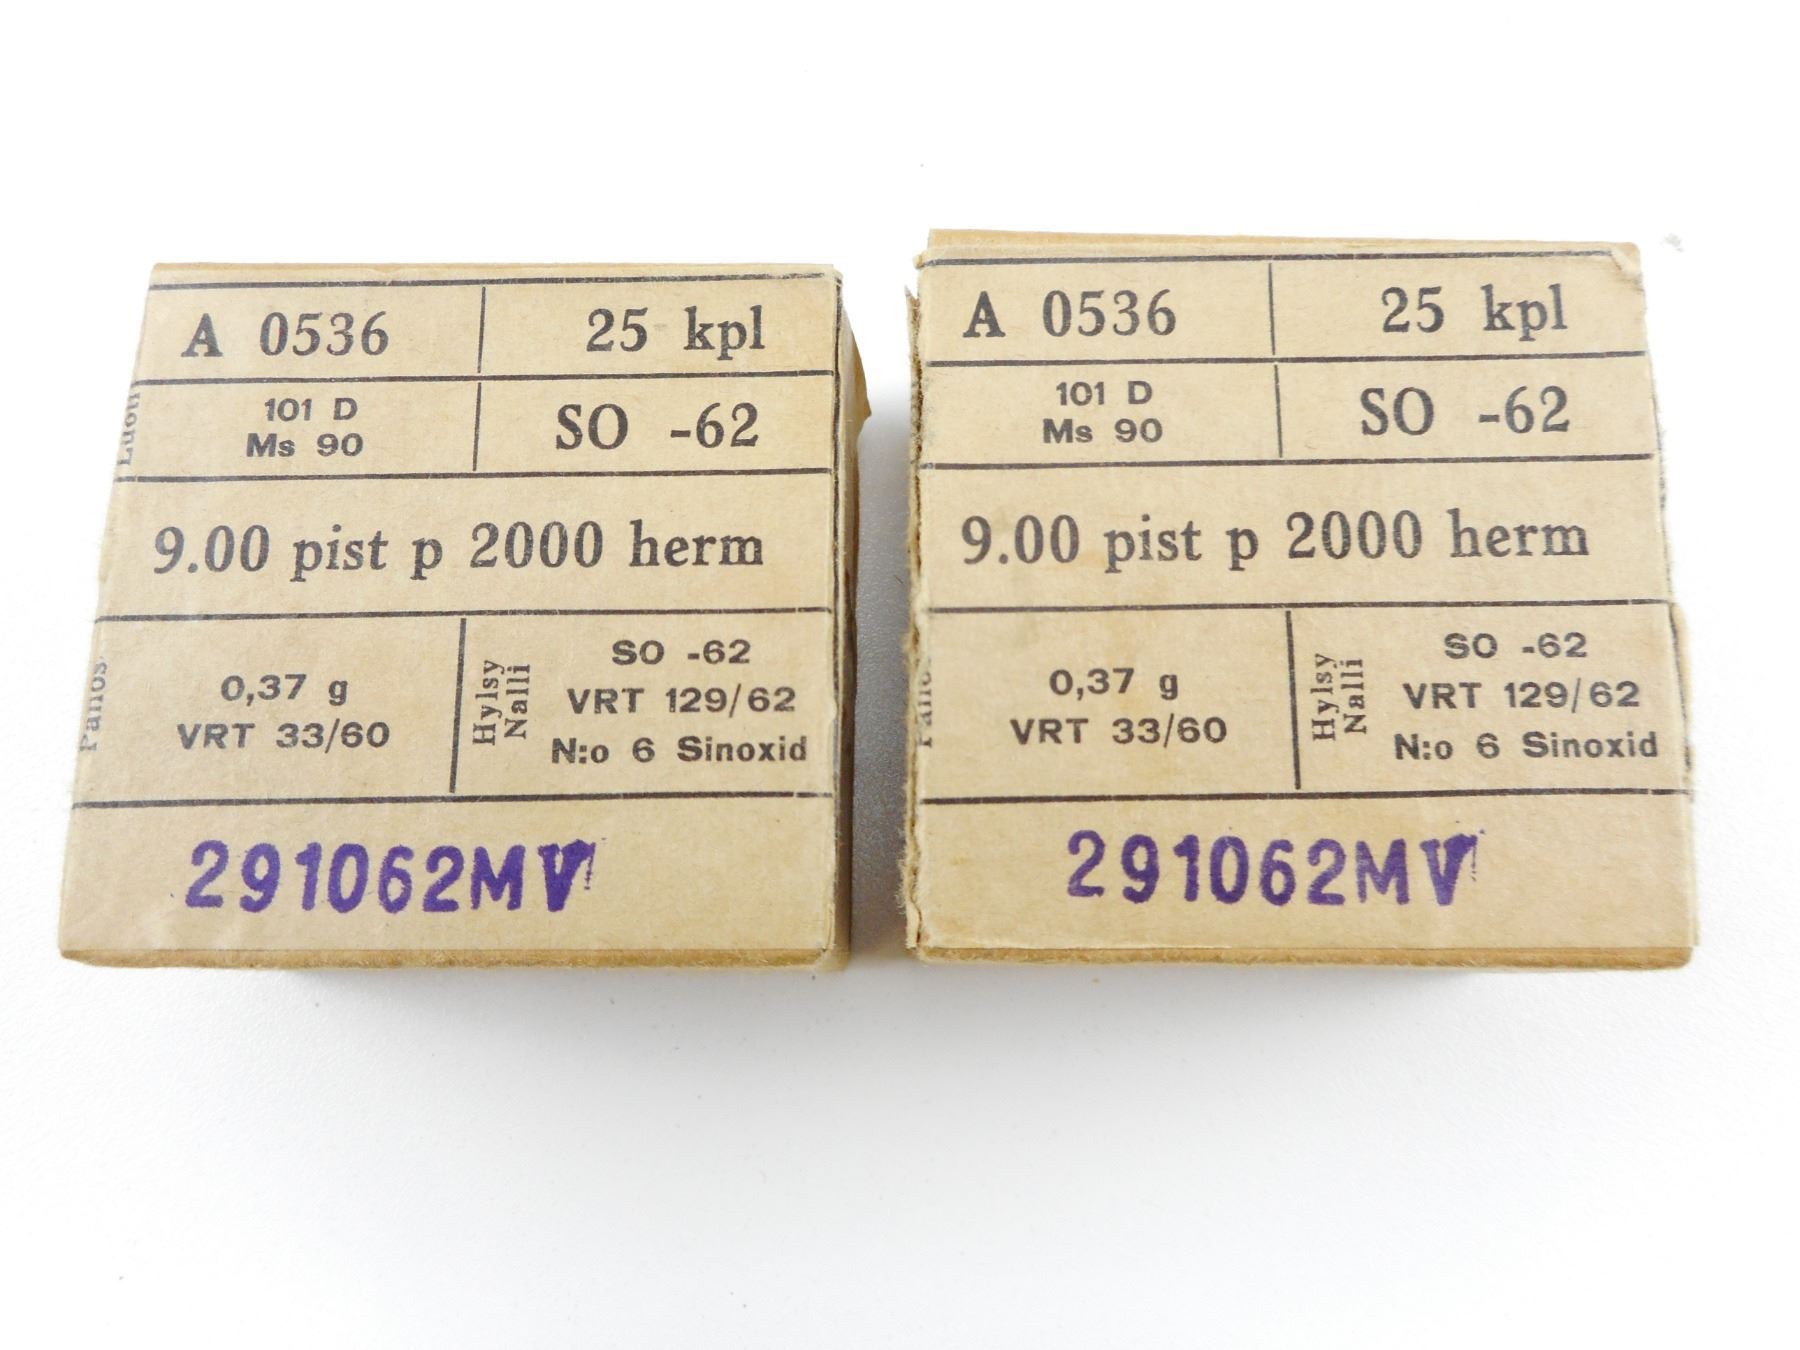 A 0536 25 kpl
101 D
Ms 90
SO -62
9.00 pist p 2000 herm
0,37 g
VRT 33/60
Hylsy
Nalli
SO -62
VRT 129/62
N:o 6 Sinoxid
291062MV
A 0536 25 kpl
101 D
Ms 90
SO -62
9.00 pist p 2000 herm
0,37 g
VRT 33/60
Hylsy
Nalli
SO -62
VRT 129/62
N:o 6 Sinoxid
291062MV